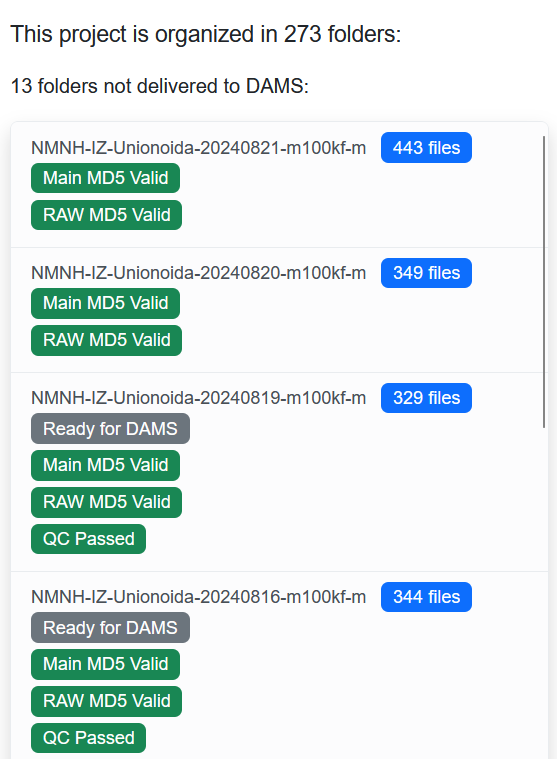 This project is organized in 273 folders:
13 folders not delivered to DAMS:
NMNH-IZ-Unionoida-20240821-m100kf-m 443 files
Main MD5 Valid
RAW MD5 Valid
NMNH-IZ-Unionoida-20240820-m100kf-m 349 files
Main MD5 Valid
RAW MD5 Valid
NMNH-IZ-Unionoida-20240819-m100kf-m 329 files
Ready for DAMS
Main MD5 Valid
RAW MD5 Valid
QC Passed
NMNH-IZ-Unionoida-20240816-m100kf-m 344 files
Ready for DAMS
Main MD5 Valid
RAW MD5 Valid
QC Passed